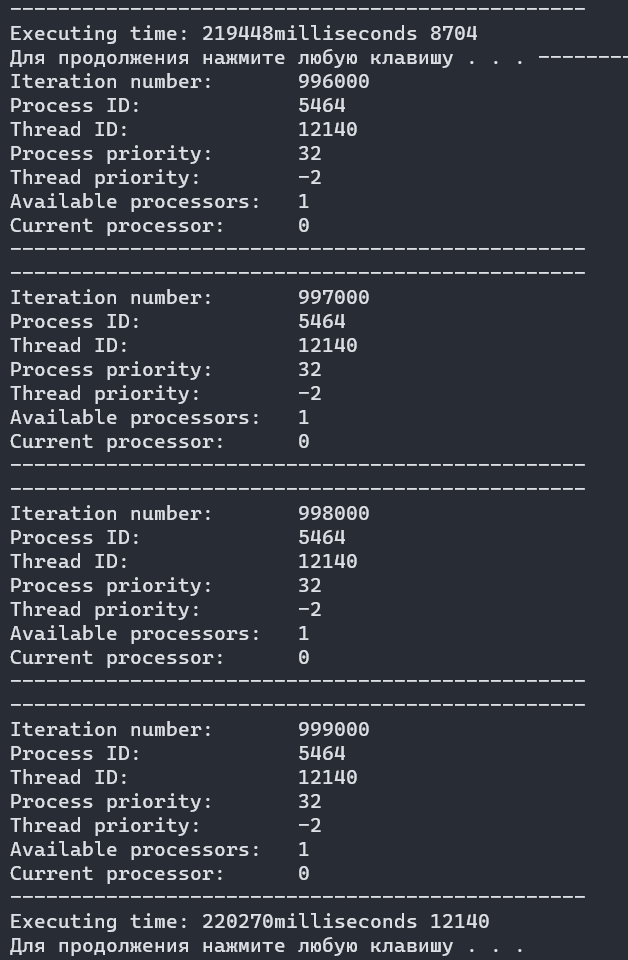 ------------------------------------------------
Executing time: 219448milliseconds 8704
Для продолжения нажмите любую клавишу . . . --------
Iteration number:       996000
Process ID:             5464
Thread ID:              12140
Process priority:       32
Thread priority:        -2
Available processors:   1
Current processor:      0
------------------------------------------------
------------------------------------------------
Iteration number:       997000
Process ID:             5464
Thread ID:              12140
Process priority:       32
Thread priority:        -2
Available processors:   1
Current processor:      0
------------------------------------------------
------------------------------------------------
Iteration number:       998000
Process ID:             5464
Thread ID:              12140
Process priority:       32
Thread priority:        -2
Available processors:   1
Current processor:      0
------------------------------------------------
------------------------------------------------
Iteration number:       999000
Process ID:             5464
Thread ID:              12140
Process priority:       32
Thread priority:        -2
Available processors:   1
Current processor:      0
------------------------------------------------
Executing time: 220270milliseconds 12140
Для продолжения нажмите любую клавишу . . .